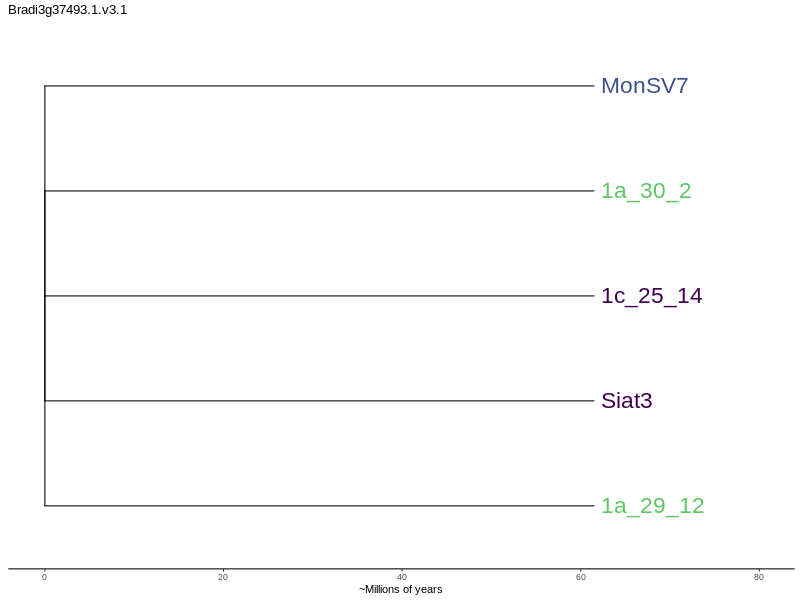 Bradi3g37493.1.v3.1
MonSV7
1a_30_2
1c_25_14
Siat3
1a_29_12
0 20 40 60 80
~Millions of years